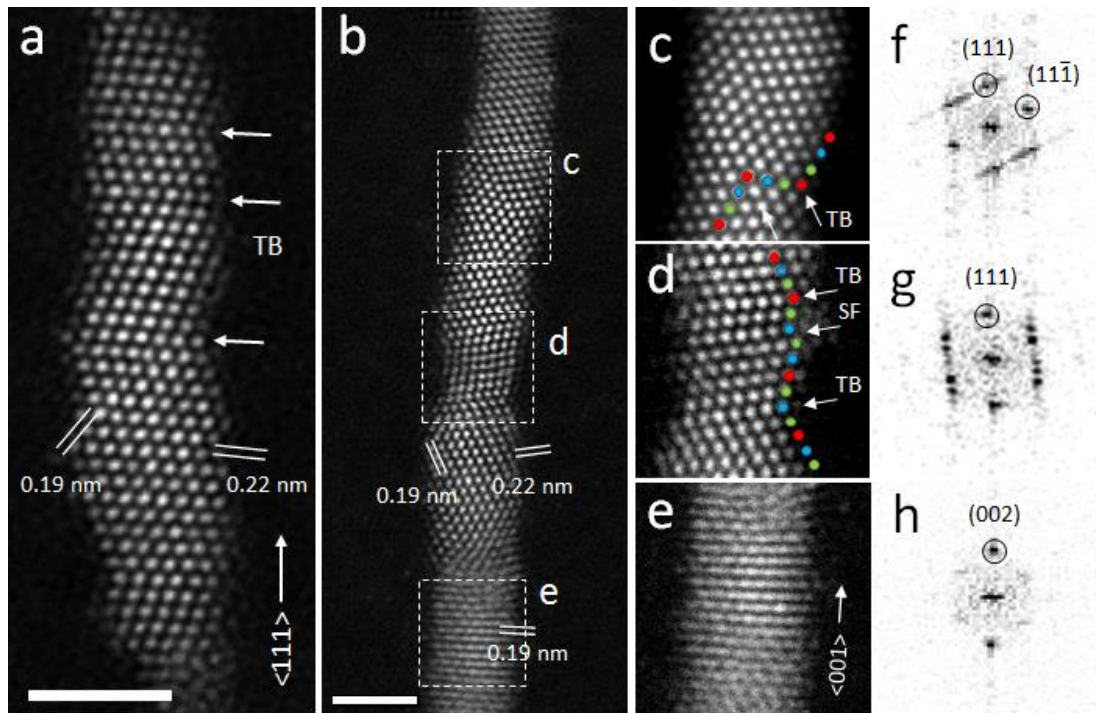 a
TB
0.19 nm
0.22 nm
<111>
b
c
d
0.19 nm
0.22 nm
e
0.19 nm
c
TB
d
TB
SF
TB
e
<001>
f
(111)
(111̄)
g
(111)
h
(002)